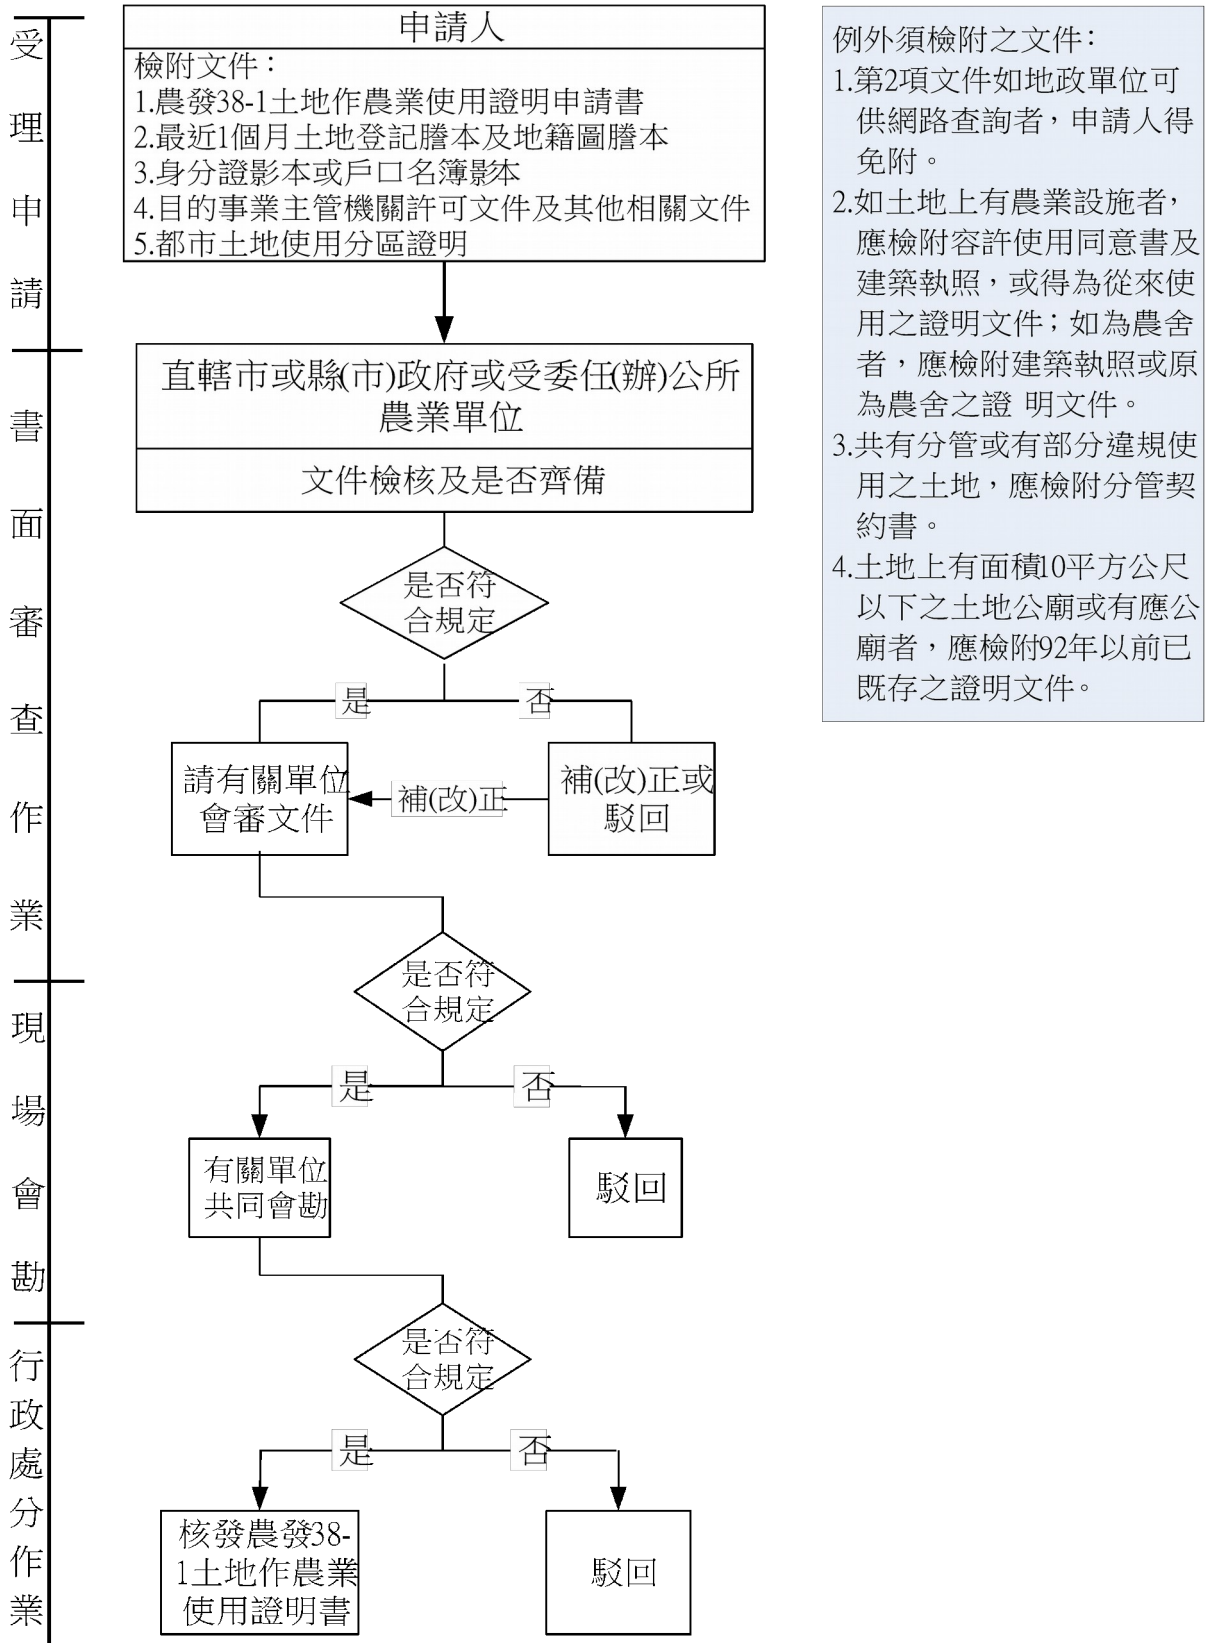 受理申請
申請人
檢附文件：
1.農發38-1土地作農業使用證明申請書
2.最近1個月土地登記謄本及地籍圖謄本
3.身分證影本或戶口名簿影本
4.目的事業主管機關許可文件及其他相關文件
5.都市土地使用分區證明
例外須檢附之文件：
1.第2項文件如地政單位可
供網路查詢者，申請人得
免附。
2.如土地上有農業設施者，
應檢附容許使用同意書及
建築執照，或得為從來使
用之證明文件；如為農舍
者，應檢附建築執照或原
為農舍之證 明文件。
3.共有分管或有部分違規使
用之土地，應檢附分管契
約書。
4.土地上有面積10平方公尺
以下之土地公廟或有應公
廟者，應檢附92年以前已
既存之證明文件。
書面審查作業
直轄市或縣(市)政府或受委任(辦)公所
農業單位
文件檢核及是否齊備
是否符
合規定
是
否
請有關單位
會審文件
補(改)正
補(改)正或
駁回
是否符
合規定
現場會勘
是
否
有關單位
共同會勘
駁回
是否符
合規定
行政處分作業
是
否
核發農發38-
1土地作農業
使用證明書
駁回